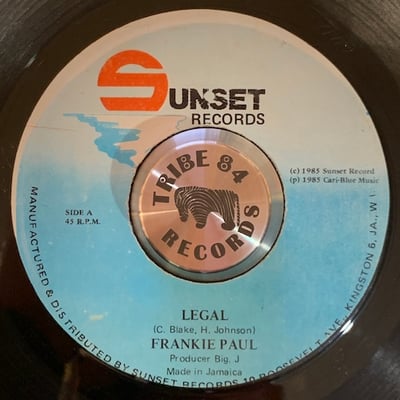 SUNSET
RECORDS
TRIBE 84
RECORDS
(c) 1985 Sunset Record
(p) 1985 Cari-Blue Music
SIDE A
45 R.P.M.
LEGAL
(C. Blake, H. Johnson)
FRANKIE PAUL
Producer Big. J
Made in Jamaica
MANUFACTURED & DISTRIBUTED BY SUNSET RECORDS 10 ROOSEVELT AVE, KINGSTON 6, JA., W I